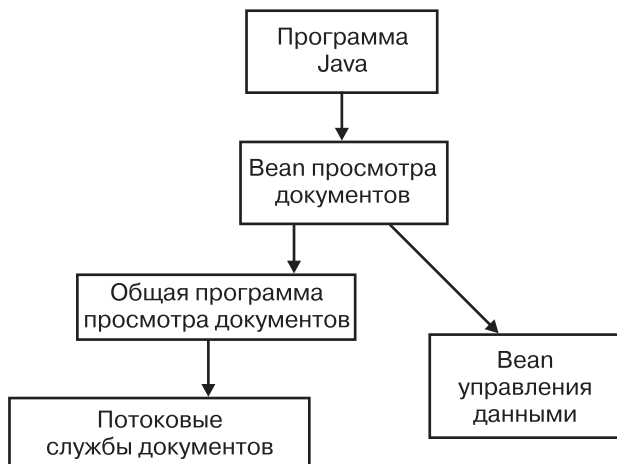 Программа
Java
Bean просмотра
документов
Общая программа
просмотра документов
Bean
управления
данными
Потоковые
службы документов